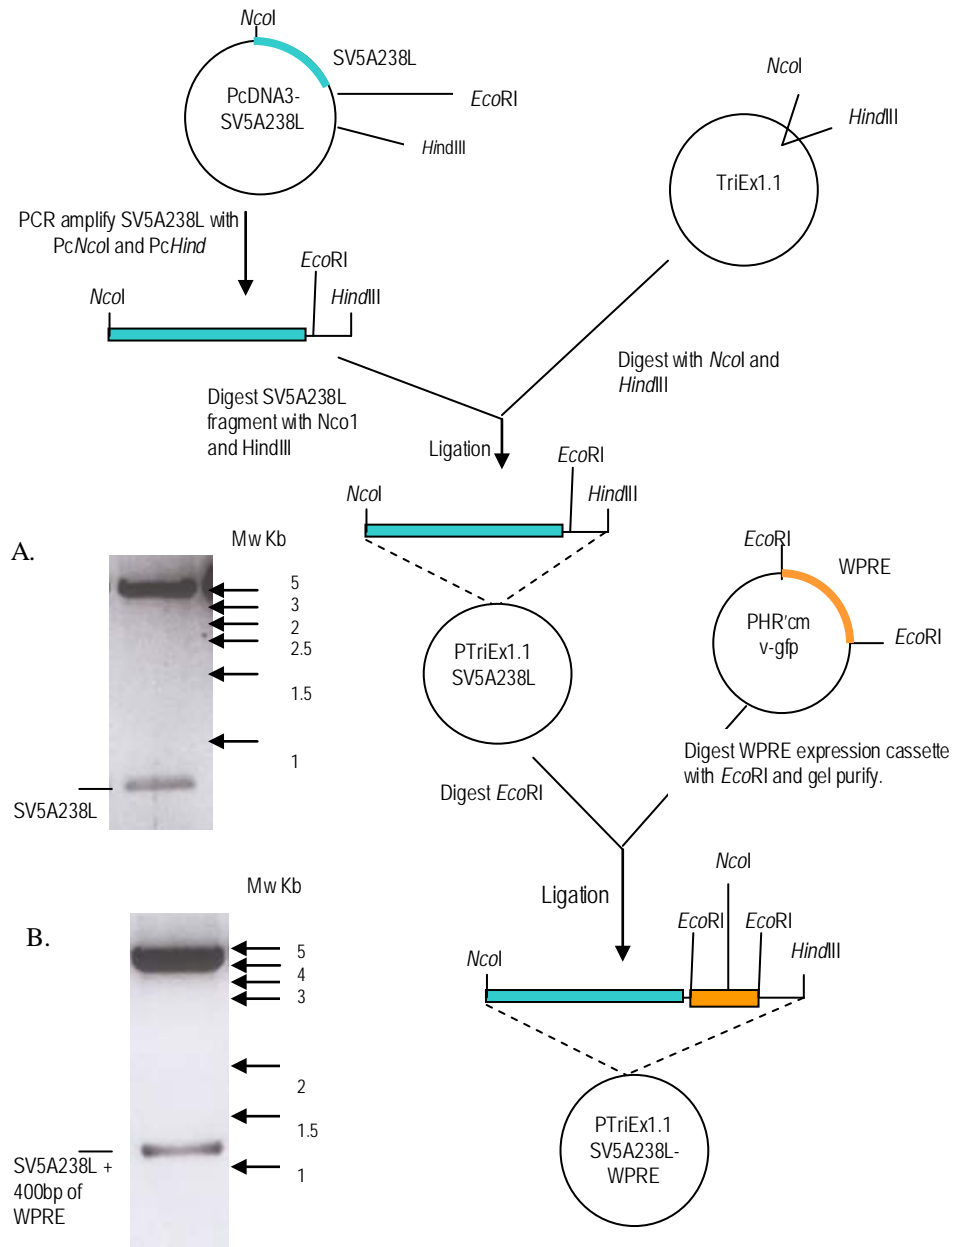 NcoI
SV5A238L
PcDNA3-
SV5A238L
EcoRI
HindIII
NcoI
HindIII
TriEx1.1
PCR amplify SV5A238L with
PcNcoI and PcHind
EcoRI
NcoI
HindIII
Digest SV5A238L
fragment with Nco1
and HindIII
Digest with NcoI and
HindIII
Ligation
EcoRI
NcoI
HindIII
A.
Mw Kb
5
3
2
2.5
1.5
1
SV5A238L
PTriEx1.1
SV5A238L
EcoRI
WPRE
PHR'cm
v-gfp
EcoRI
Digest WPRE expression cassette
with EcoRI and gel purify.
Digest EcoRI
Ligation
NcoI
EcoRI
EcoRI
NcoI
HindIII
B.
Mw Kb
5
4
3
2
1.5
1
SV5A238L +
400bp of
WPRE
PTriEx1.1
SV5A238L-
WPRE